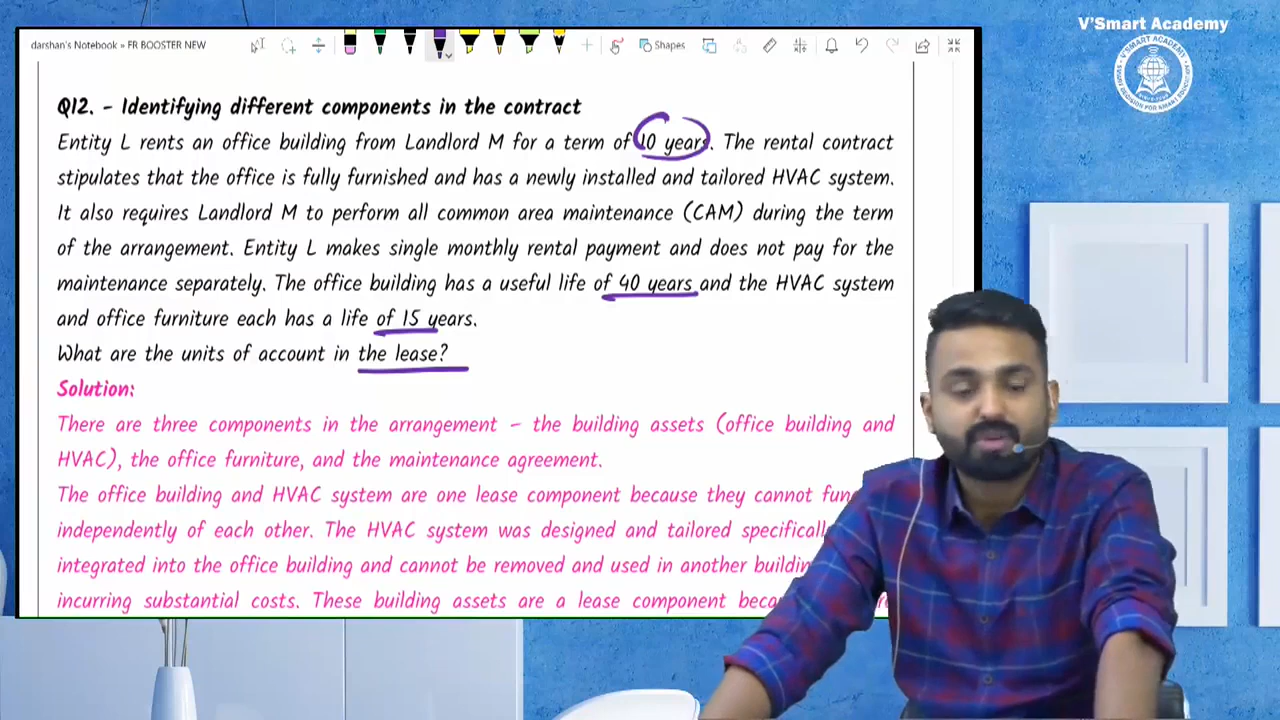 V'Smart Academy
darshan's Notebook » FR BOOSTER NEW
Shapes
Q12. - Identifying different components in the contract
Entity L rents an office building from Landlord M for a term of 10 years. The rental contract
stipulates that the office is fully furnished and has a newly installed and tailored HVAC system.
It also requires Landlord M to perform all common area maintenance (CAM) during the term
of the arrangement. Entity L makes single monthly rental payment and does not pay for the
maintenance separately. The office building has a useful life of 40 years and the HVAC system
and office furniture each has a life of 15 years.
What are the units of account in the lease?
Solution:
There are three components in the arrangement – the building assets (office building and
HVAC), the office furniture, and the maintenance agreement.
The office building and HVAC system are one lease component because they cannot
independently of each other. The HVAC system was designed and tailored
integrated into the office building and cannot be removed and used in another
incurring substantial costs. These building assets are a lease component